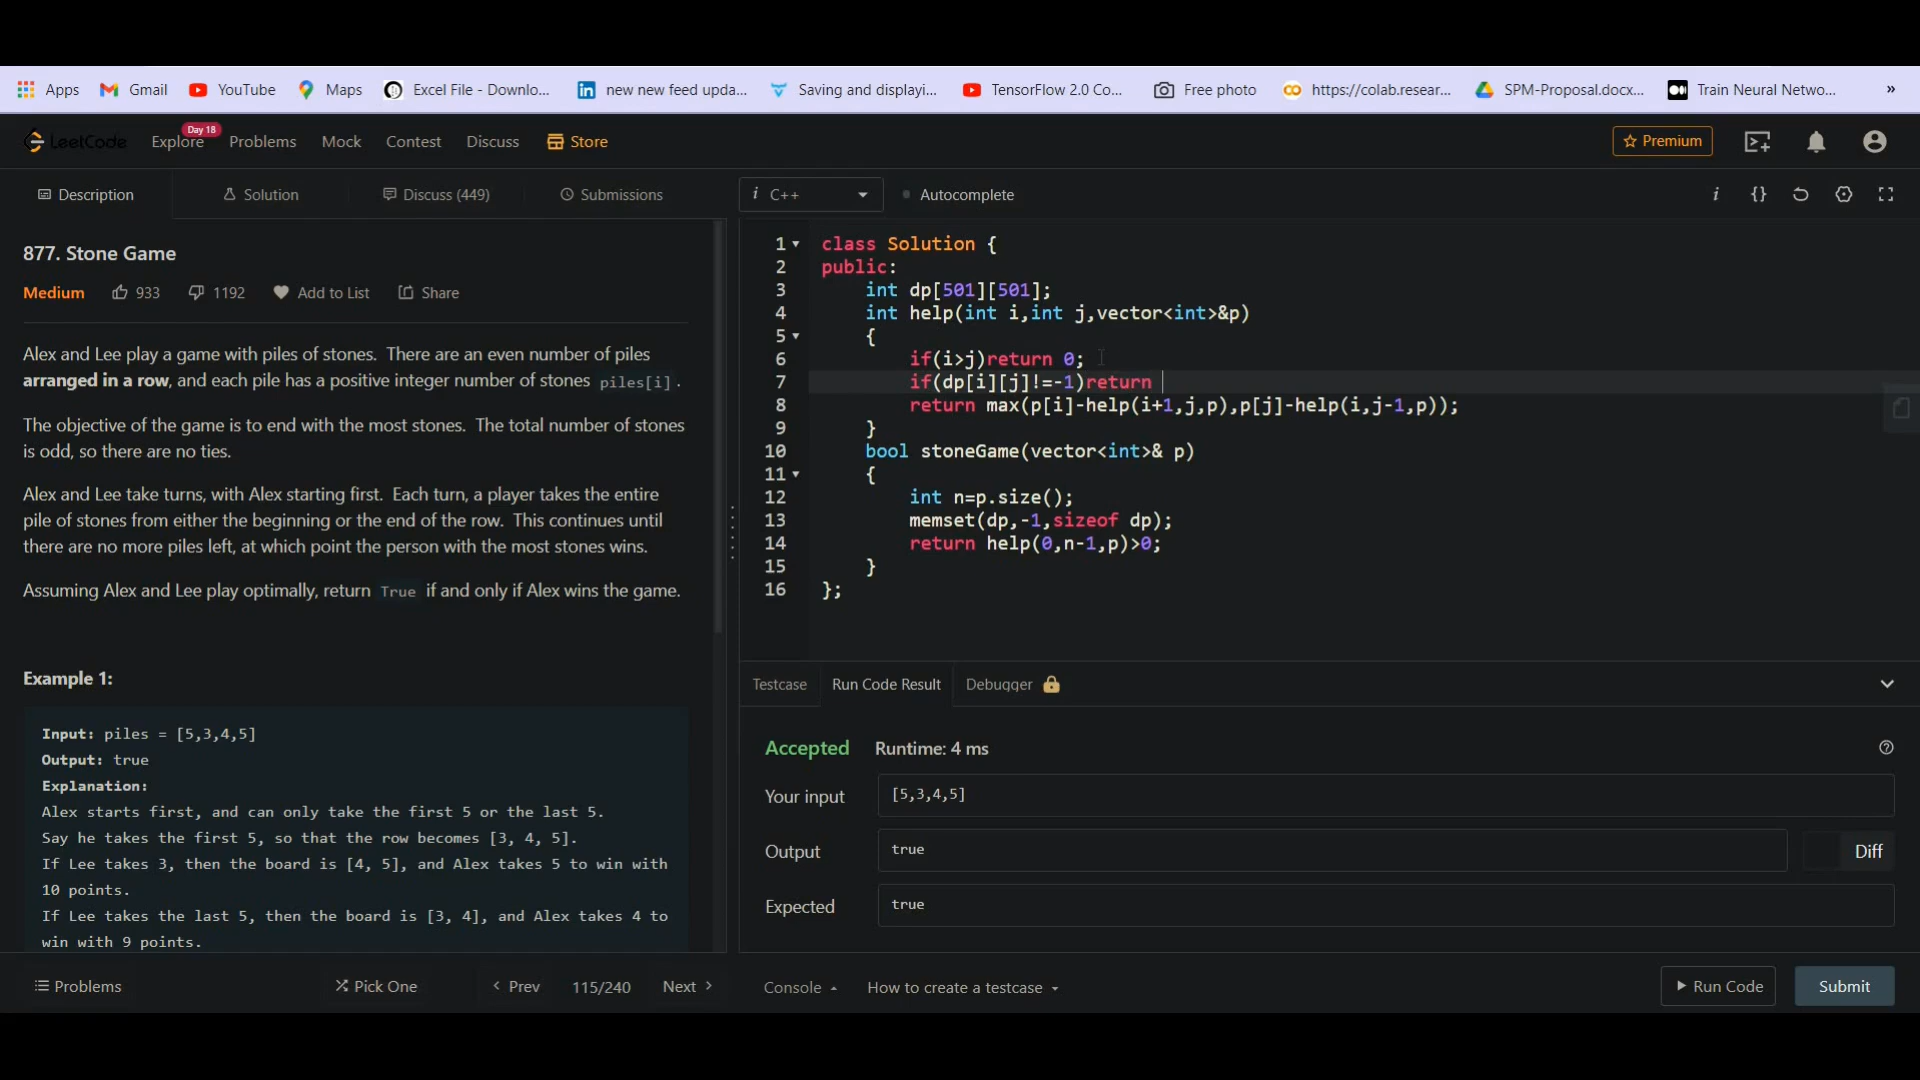 Apps Gmail YouTube Maps Excel File - Downlo... new new feed upda... Saving and displayi... TensorFlow 2.0 Co... Free photo https://colab.resear... SPM-Proposal.docx... Train Neural Netwo... »
LeetCode Explore Day 18 Problems Mock Contest Discuss Store Premium
Description Solution Discuss (449) Submissions
i C++ Autocomplete i {}
877. Stone Game
Medium 933 1192 Add to List Share
Alex and Lee play a game with piles of stones. There are an even number of piles
arranged in a row, and each pile has a positive integer number of stones piles[i].
The objective of the game is to end with the most stones. The total number of stones
is odd, so there are no ties.
Alex and Lee take turns, with Alex starting first. Each turn, a player takes the entire
pile of stones from either the beginning or the end of the row. This continues until
there are no more piles left, at which point the person with the most stones wins.
Assuming Alex and Lee play optimally, return True if and only if Alex wins the game.
Example 1:
Input: piles = [5,3,4,5]
Output: true
Explanation:
Alex starts first, and can only take the first 5 or the last 5.
Say he takes the first 5, so that the row becomes [3, 4, 5].
If Lee takes 3, then the board is [4, 5], and Alex takes 5 to win with
10 points.
If Lee takes the last 5, then the board is [3, 4], and Alex takes 4 to
win with 9 points.
1 class Solution {
2 public:
3 int dp[501][501];
4 int help(int i,int j,vector<int>&p)
5 {
6 if(i>j)return 0;
7 if(dp[i][j]!=-1)return
8 return max(p[i]-help(i+1,j,p),p[j]-help(i,j-1,p));
9 }
10 bool stoneGame(vector<int>& p)
11 {
12 int n=p.size();
13 memset(dp,-1,sizeof dp);
14 return help(0,n-1,p)>0;
15 }
16 };
Testcase Run Code Result Debugger
Accepted Runtime: 4 ms
Your input [5,3,4,5]
Output true Diff
Expected true
Problems Pick One Prev 115/240 Next Console How to create a testcase Run Code Submit